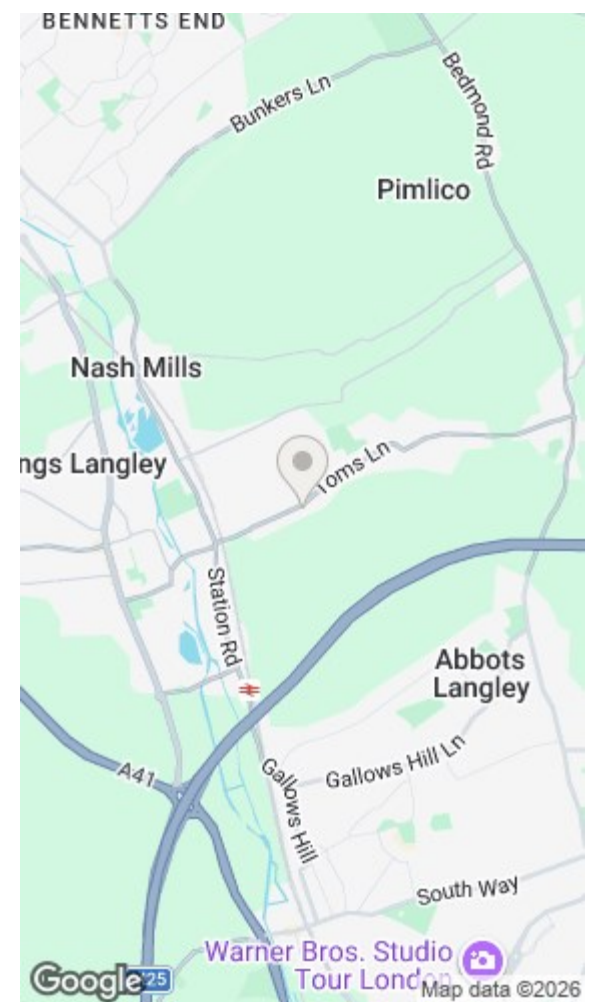 BENNETTS END
Bunkers Ln
Bedmond Rd
Pimlico
Nash Mills
ngs Langley
Toms Ln
Station Rd
Abbots
Langley
A41
Gallows Hill
Gallows Hill Ln
South Way
Warner Bros. Studio
Tour London
Google
25
Map data ©2026